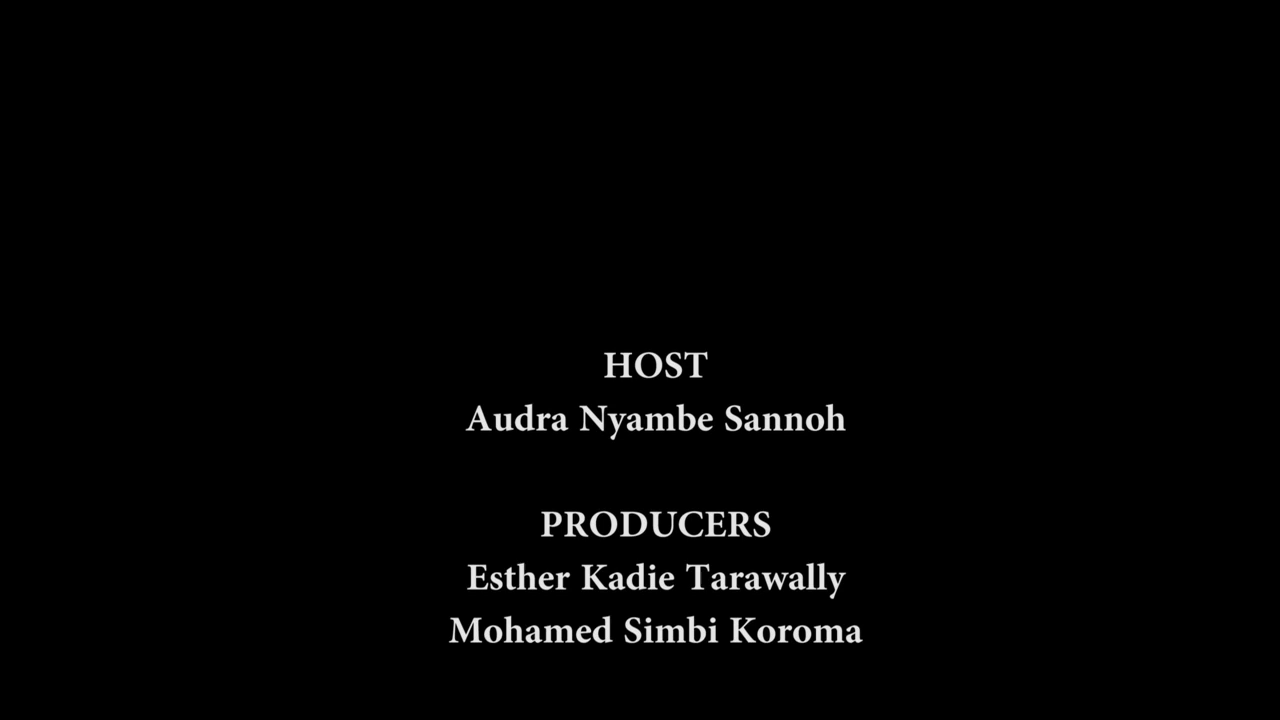 HOST
Audra Nyambe Sannoh
PRODUCERS
Esther Kadie Tarawally
Mohamed Simbi Koroma